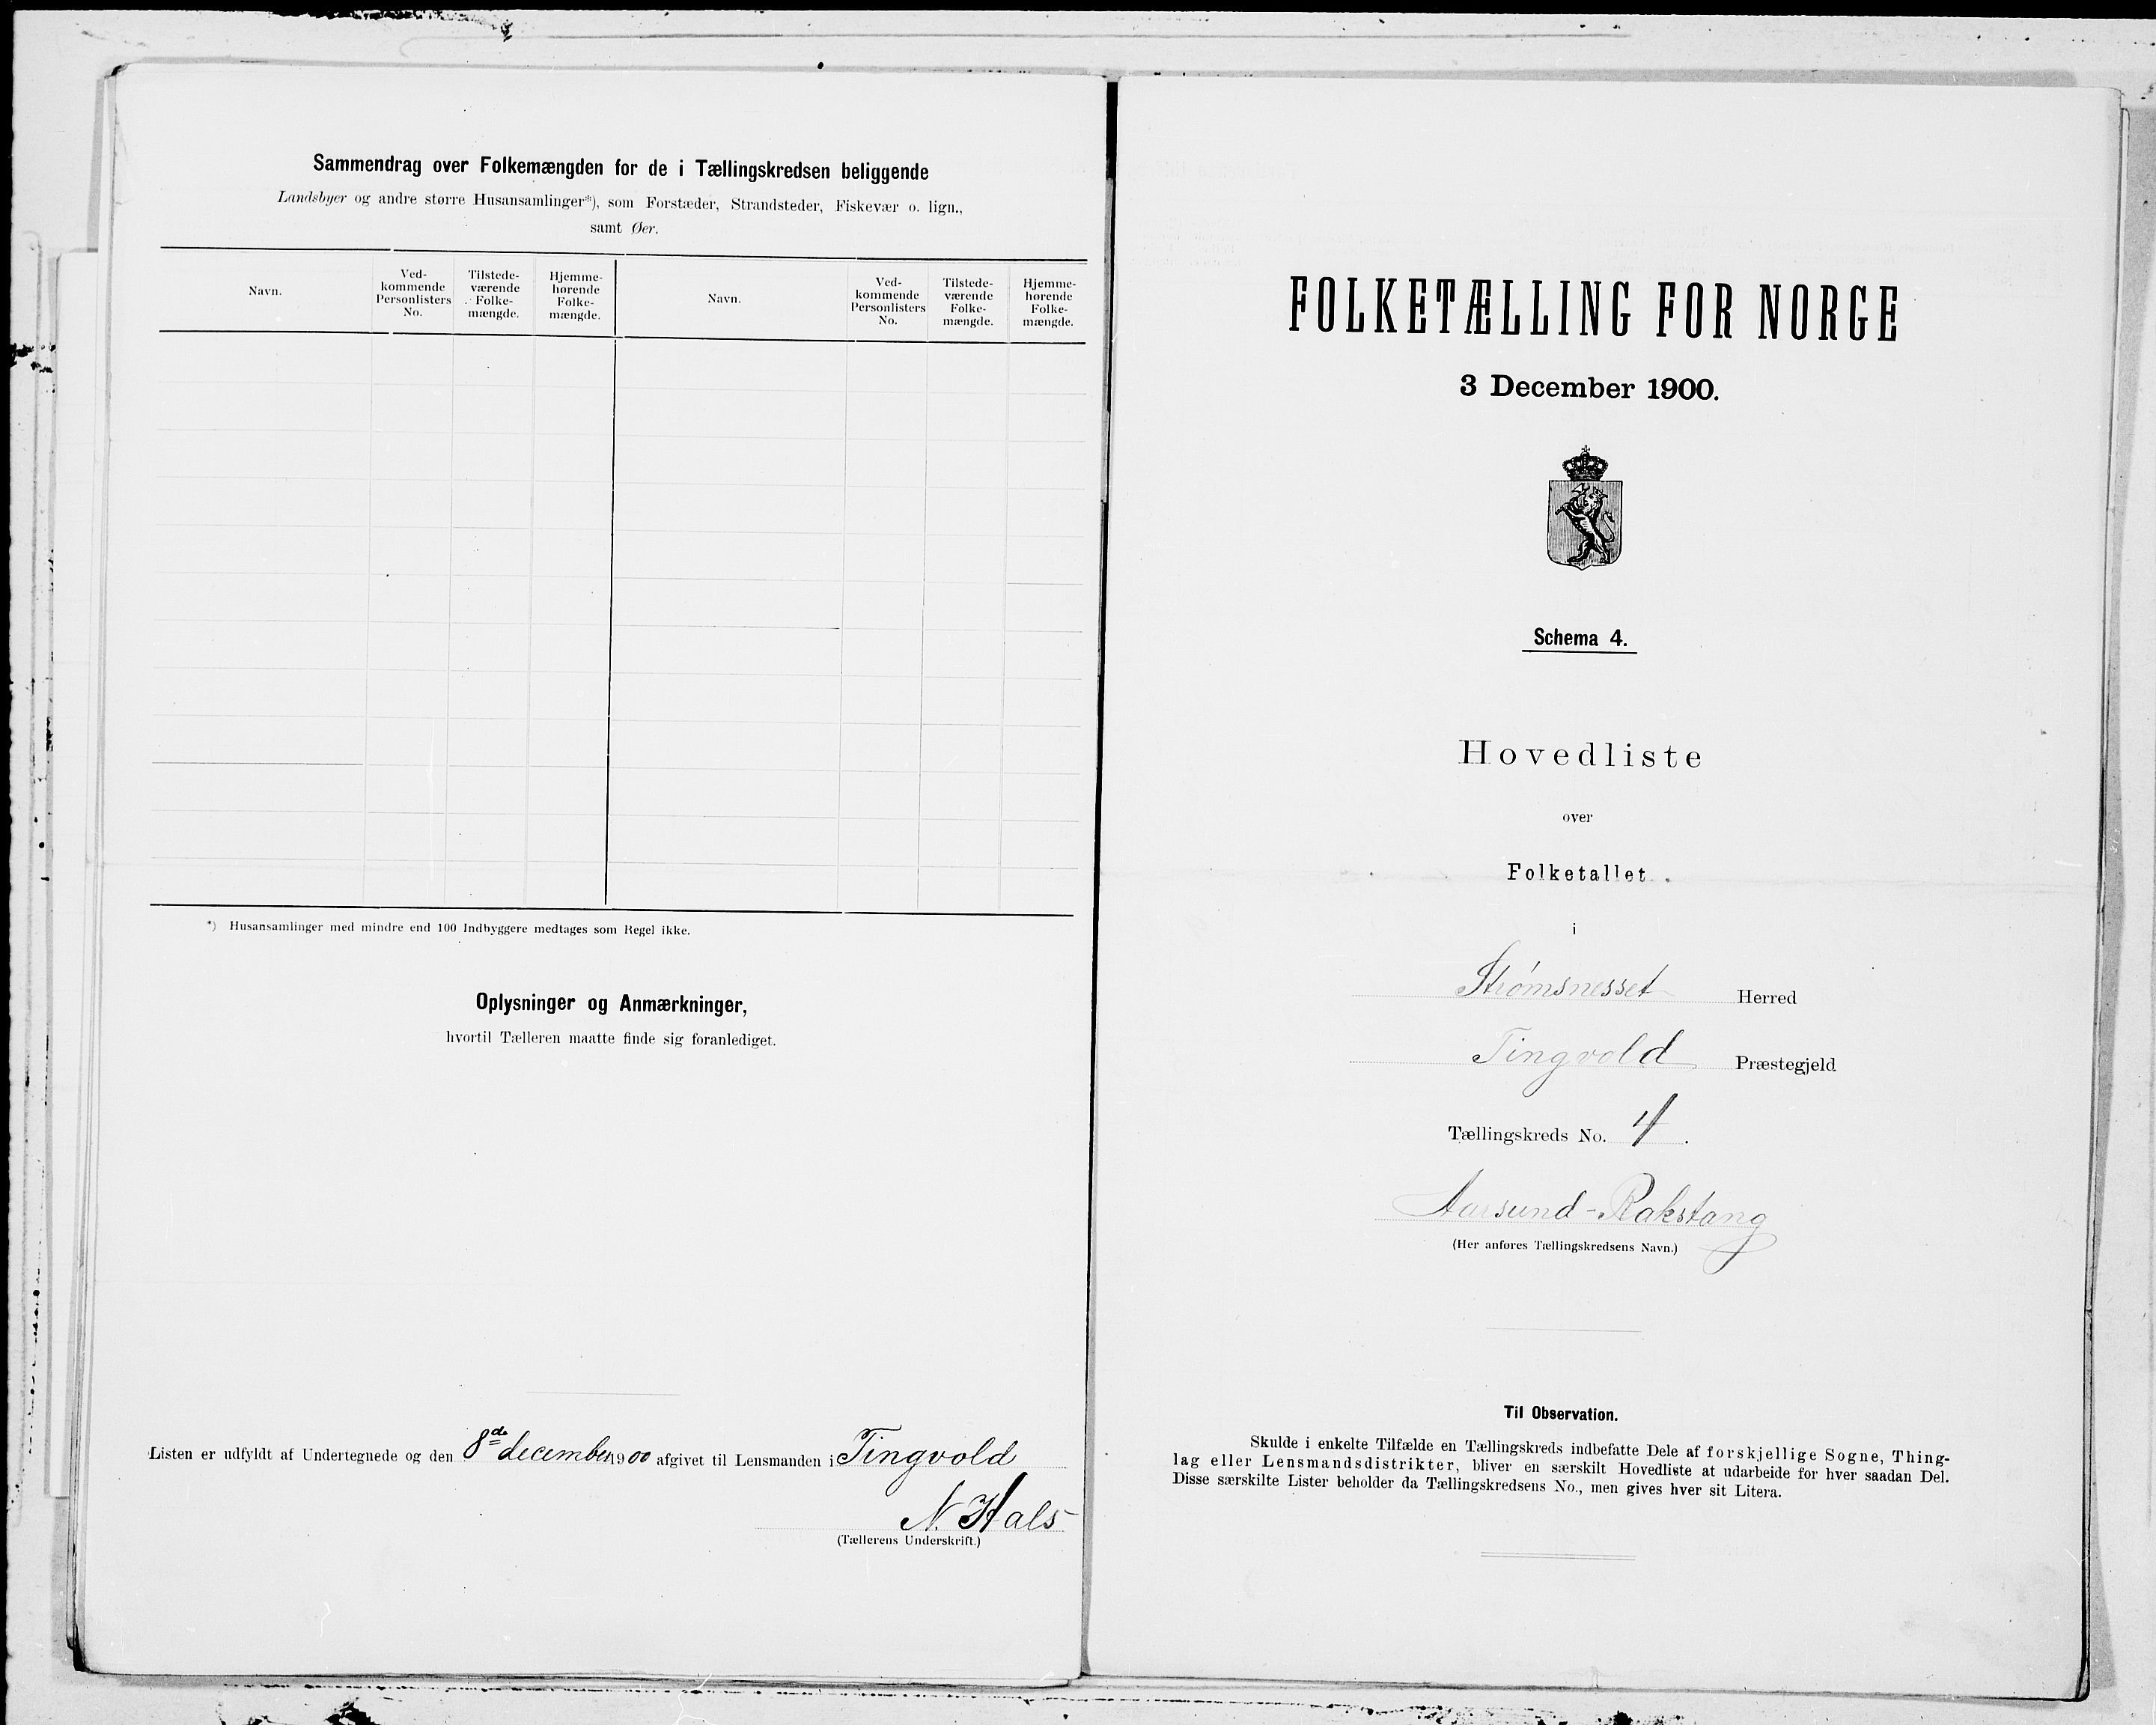 Sammendrag over Folkemængden for de i Tællingskredsen beliggende
Landsbyer og andre større Husansamlinger*), som Forstæder, Strandsteder, Fiskevær o. lign.,
samt Øer.
Navn.
Ved-
kommende
Personlisters
No.
Tilstede-
værende
Folke-
mængde.
Hjemme-
hørende
Folke-
mængde.
Navn.
Ved-
kommende
Personlisters
No.
Tilstede-
værende
Folke-
mængde.
Hjemme-
hørende
Folke-
mængde.
*) Husansamlinger med mindre end 100 Indbyggere medtages som Regel ikke.
Oplysninger og Anmærkninger,
hvortil Tælleren maatte finde sig foranlediget.
Listen er udfyldt af Undertegnede og den 8de december 1900 afgivet til Lensmanden i Tingvold
N. Hals
(Tællerens Underskrift.)
FOLKETÆLLING FOR NORGE
3 December 1900.
Schema 4.
Hovedliste
over
Folketallet
i
Strømsnesset Herred
Tingvold Præstegjeld
Tællingskreds No. 4.
Aarsund-Rakstang
(Her anføres Tællingskredsens Navn.)
Til Observation.
Skulde i enkelte Tilfælde en Tællingskreds indbefatte Dele af forskjellige Sogne, Thing-
lag eller Lensmandsdistrikter, bliver en særskilt Hovedliste at udarbeide for hver saadan Del.
Disse særskilte Lister beholder da Tællingskredsens No., men gives hver sit Litera.